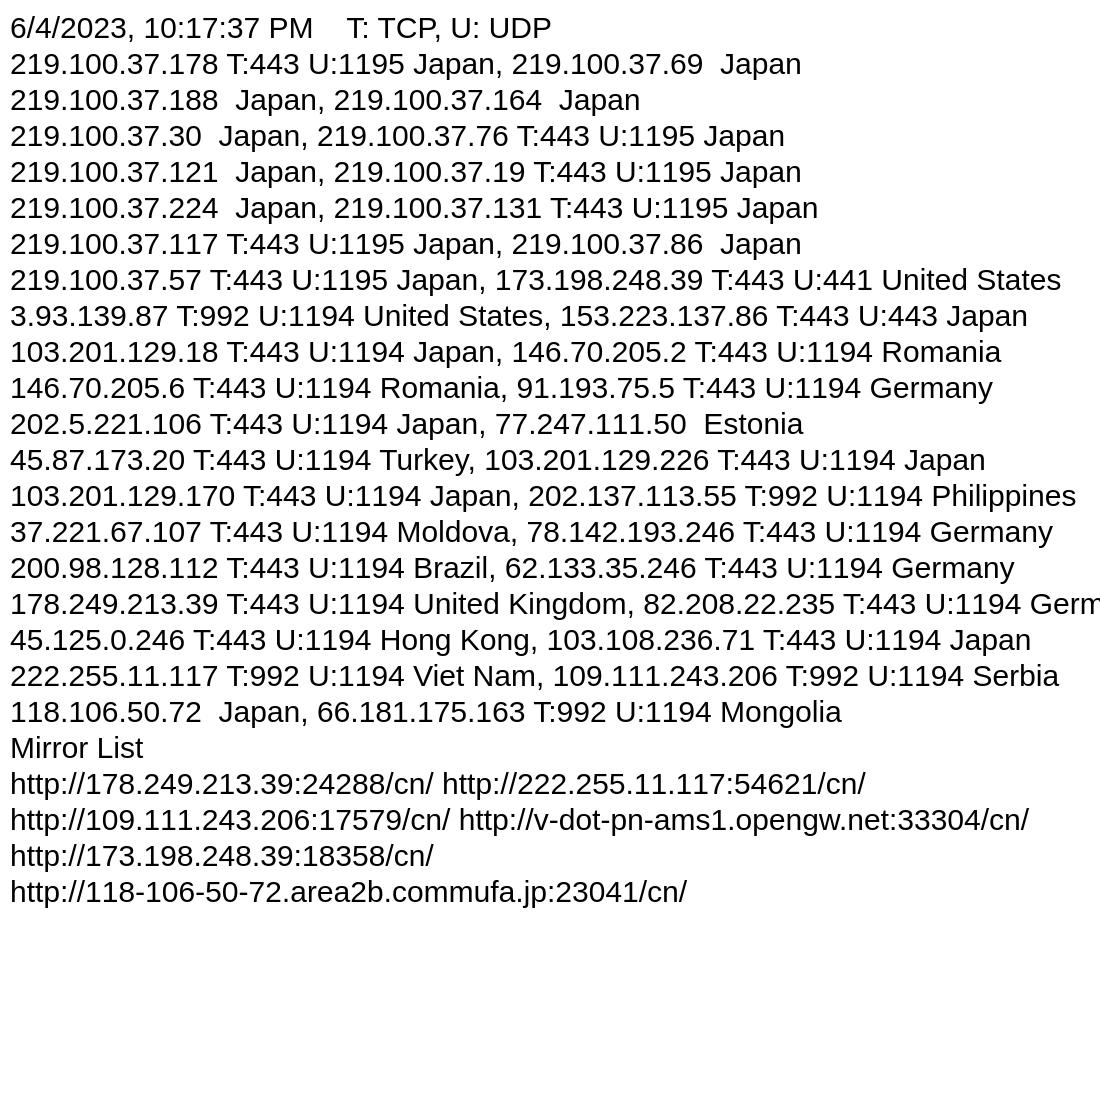 6/4/2023, 10:17:37 PM    T: TCP, U: UDP
219.100.37.178 T:443 U:1195 Japan, 219.100.37.69  Japan
219.100.37.188  Japan, 219.100.37.164  Japan
219.100.37.30  Japan, 219.100.37.76 T:443 U:1195 Japan
219.100.37.121  Japan, 219.100.37.19 T:443 U:1195 Japan
219.100.37.224  Japan, 219.100.37.131 T:443 U:1195 Japan
219.100.37.117 T:443 U:1195 Japan, 219.100.37.86  Japan
219.100.37.57 T:443 U:1195 Japan, 173.198.248.39 T:443 U:441 United States
3.93.139.87 T:992 U:1194 United States, 153.223.137.86 T:443 U:443 Japan
103.201.129.18 T:443 U:1194 Japan, 146.70.205.2 T:443 U:1194 Romania
146.70.205.6 T:443 U:1194 Romania, 91.193.75.5 T:443 U:1194 Germany
202.5.221.106 T:443 U:1194 Japan, 77.247.111.50  Estonia
45.87.173.20 T:443 U:1194 Turkey, 103.201.129.226 T:443 U:1194 Japan
103.201.129.170 T:443 U:1194 Japan, 202.137.113.55 T:992 U:1194 Philippines
37.221.67.107 T:443 U:1194 Moldova, 78.142.193.246 T:443 U:1194 Germany
200.98.128.112 T:443 U:1194 Brazil, 62.133.35.246 T:443 U:1194 Germany
178.249.213.39 T:443 U:1194 United Kingdom, 82.208.22.235 T:443 U:1194 Germ
45.125.0.246 T:443 U:1194 Hong Kong, 103.108.236.71 T:443 U:1194 Japan
222.255.11.117 T:992 U:1194 Viet Nam, 109.111.243.206 T:992 U:1194 Serbia
118.106.50.72  Japan, 66.181.175.163 T:992 U:1194 Mongolia
Mirror List
http://178.249.213.39:24288/cn/ http://222.255.11.117:54621/cn/
http://109.111.243.206:17579/cn/ http://v-dot-pn-ams1.opengw.net:33304/cn/
http://173.198.248.39:18358/cn/
http://118-106-50-72.area2b.commufa.jp:23041/cn/